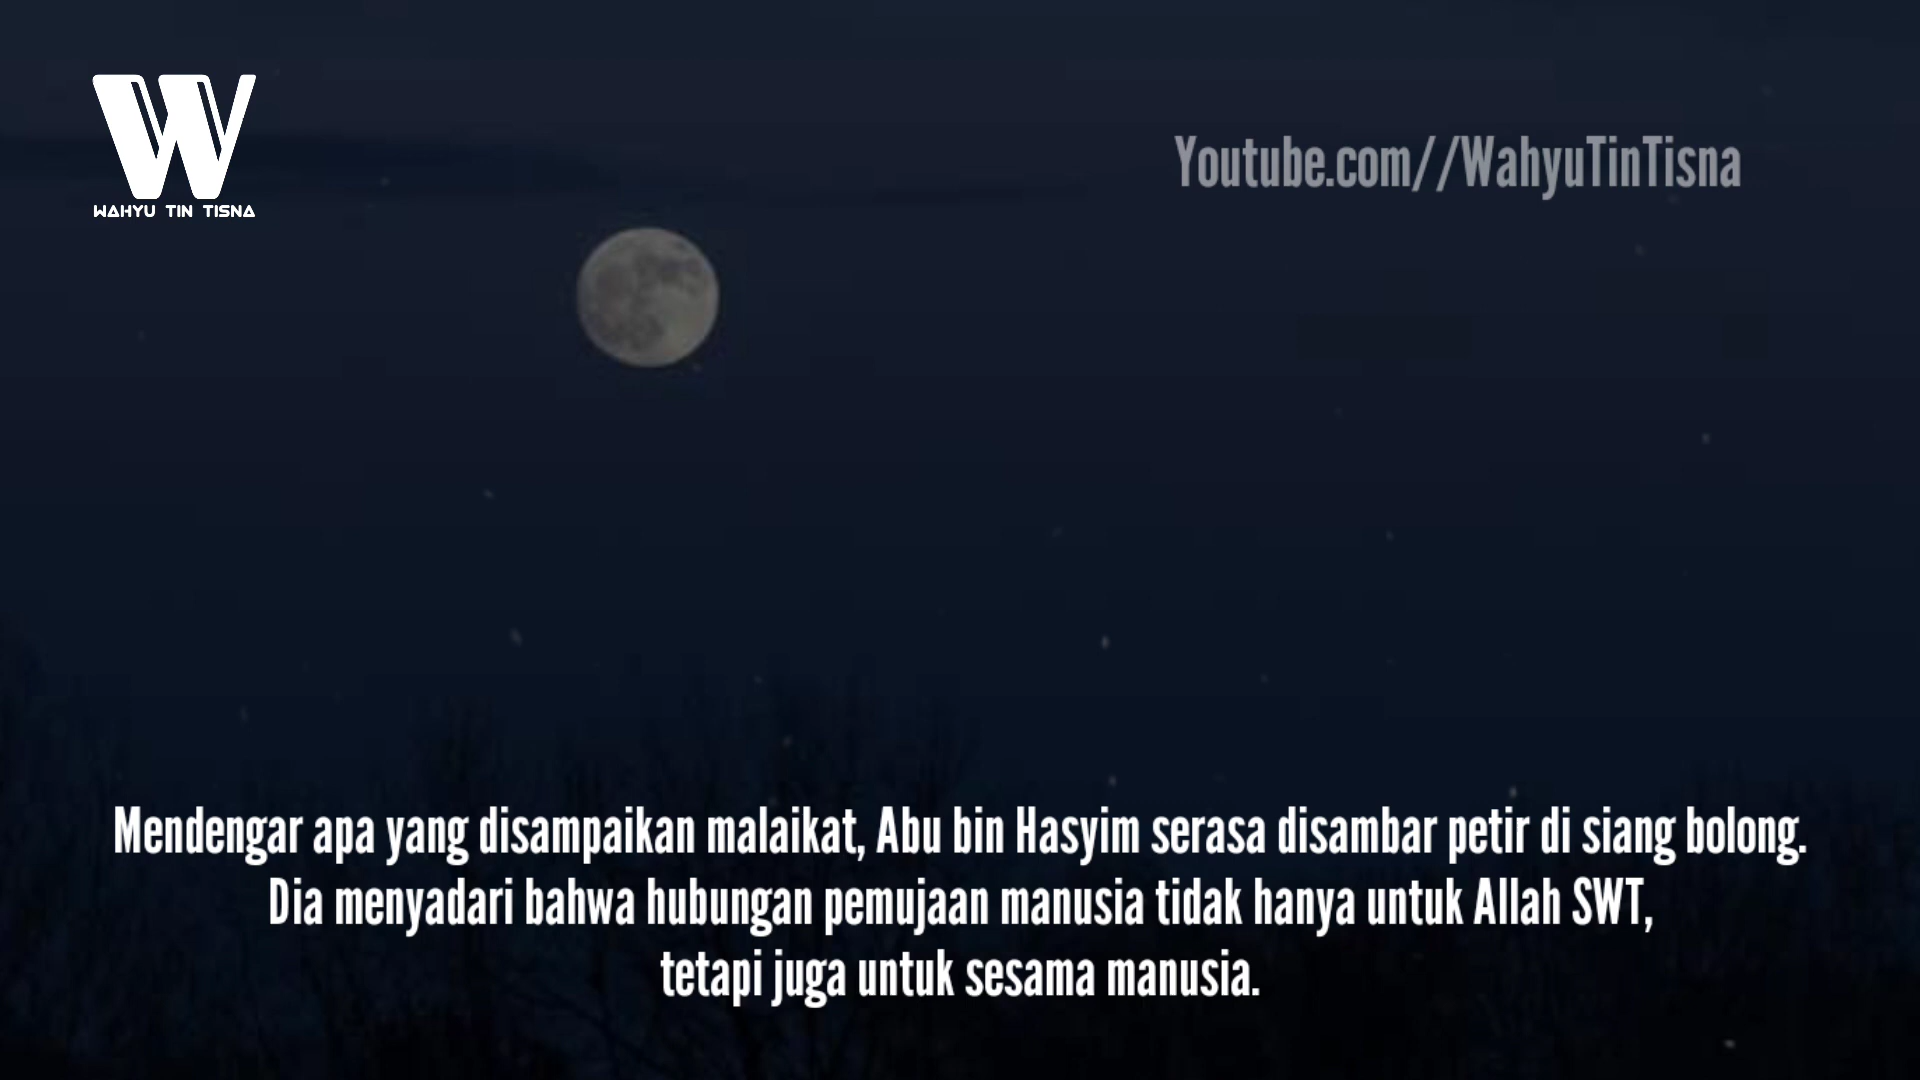 WAHYU TIN TISNA
Youtube.com//WahyuTinTisna
Mendengar apa yang disampaikan malaikat, Abu bin Hasyim serasa disambar petir di siang bolong.
Dia menyadari bahwa hubungan pemujaan manusia tidak hanya untuk Allah SWT,
tetapi juga untuk sesama manusia.